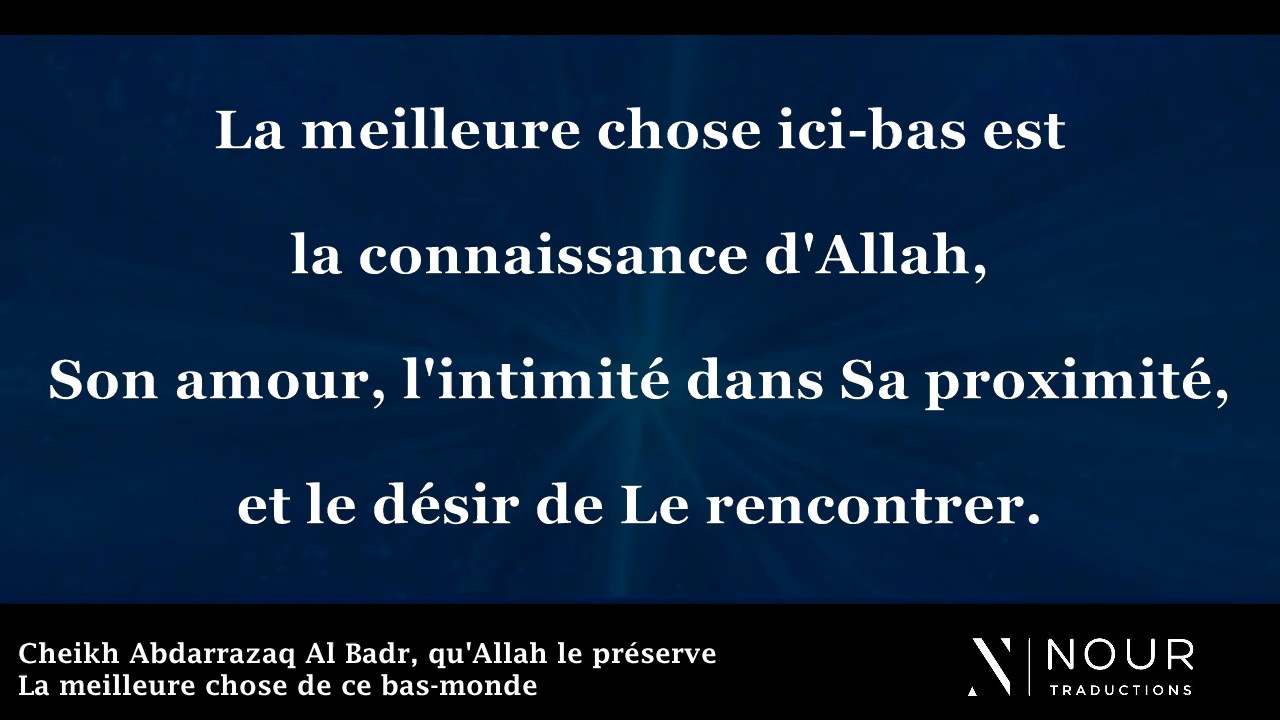 La meilleure chose ici-bas est
la connaissance d'Allah,
Son amour, l'intimité dans Sa proximité,
et le désir de Le rencontrer.
Cheikh Abdarrazaq Al Badr, qu'Allah le préserve
La meilleure chose de ce bas-monde
NOUR
TRADUCTIONS